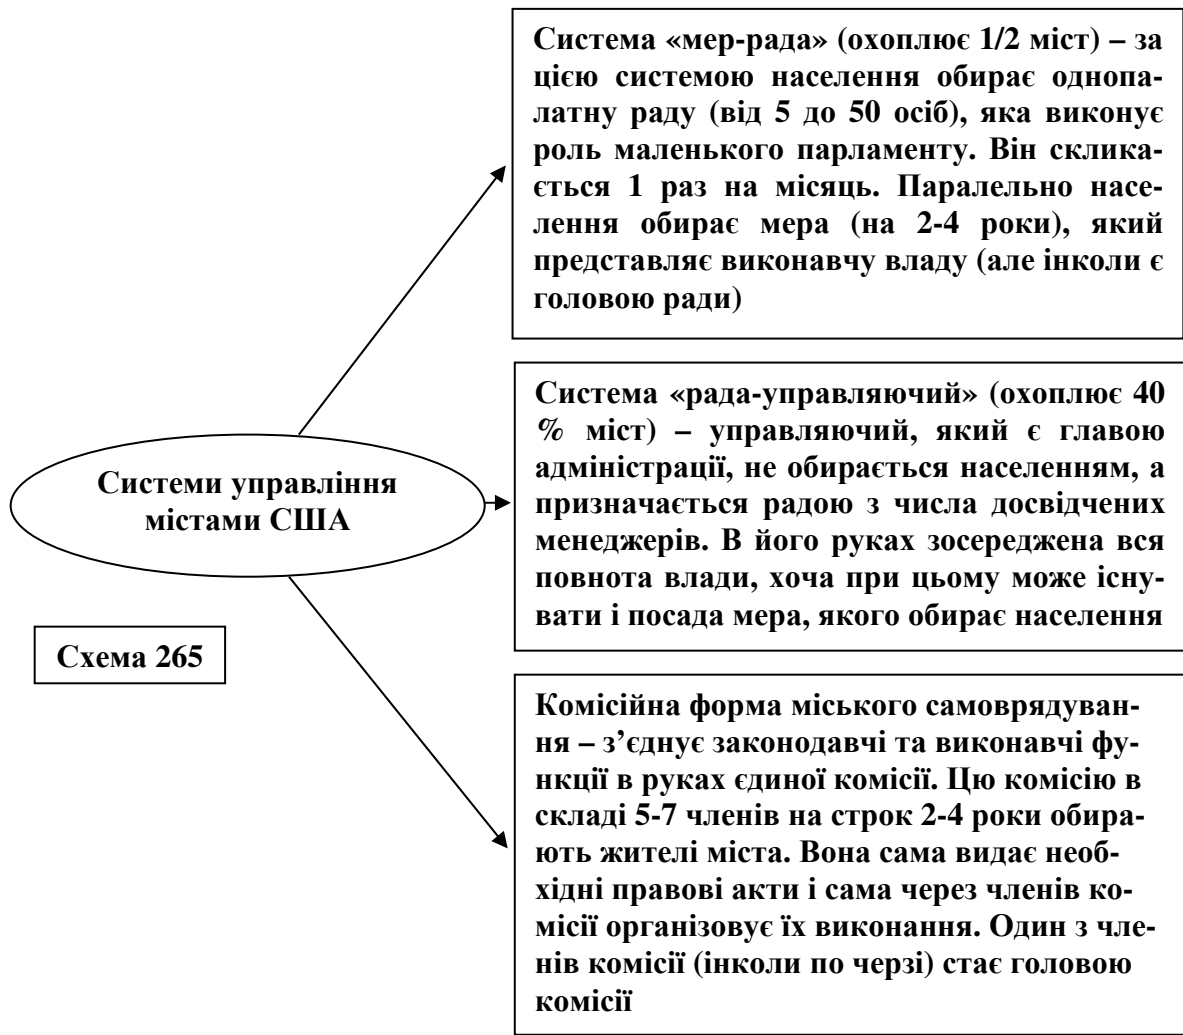 Система «мер-рада» (охоплює 1/2 міст) – за
цією системою населення обирає однопа-
латну раду (від 5 до 50 осіб), яка виконує
роль маленького парламенту. Він склика-
ється 1 раз на місяць. Паралельно насе-
лення обирає мера (на 2-4 роки), який
представляє виконавчу владу (але інколи є
головою ради)
Система «рада-управляючий» (охоплює 40
% міст) – управляючий, який є главою
адміністрації, не обирається населенням, а
призначається радою з числа досвідчених
менеджерів. В його руках зосереджена вся
повнота влади, хоча при цьому може існу-
вати і посада мера, якого обирає населення
Системи управління
містами США
Схема 265
Комісійна форма міського самоврядуван-
ня – з’єднує законодавчі та виконавчі фу-
нкції в руках єдиної комісії. Цю комісію в
складі 5-7 членів на строк 2-4 роки обира-
ють жителі міста. Вона сама видає необ-
хідні правові акти і сама через членів ко-
місії організовує їх виконання. Один з чле-
нів комісії (інколи по черзі) стає головою
комісії